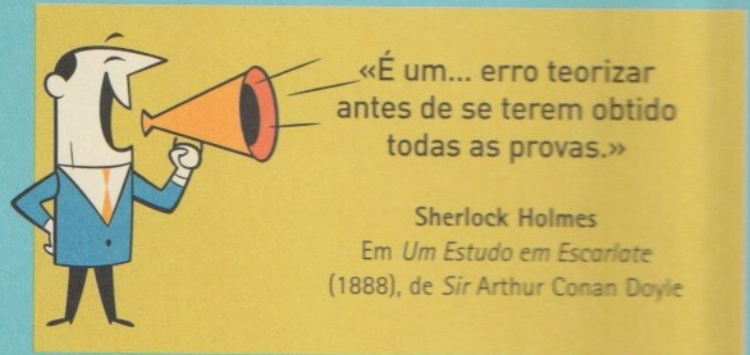 «É um... erro teorizar
antes de se terem obtido
todas as provas.»
Sherlock Holmes
Em Um Estudo em Escarlate
(1888), de Sir Arthur Conan Doyle